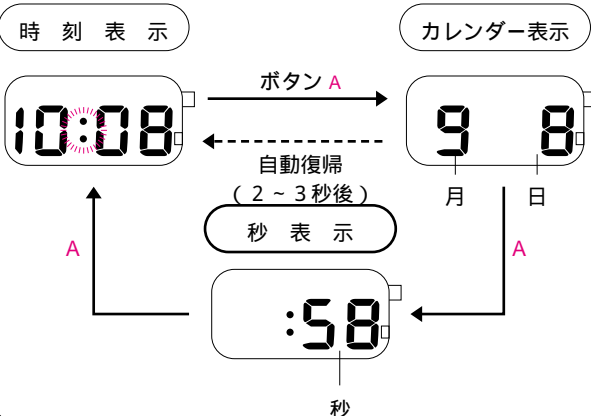 時刻表示
カレンダー表示
ボタン A
10:08
9 8
自動復帰
(2~3秒後)
月 日
秒表示
A
A
:58
秒